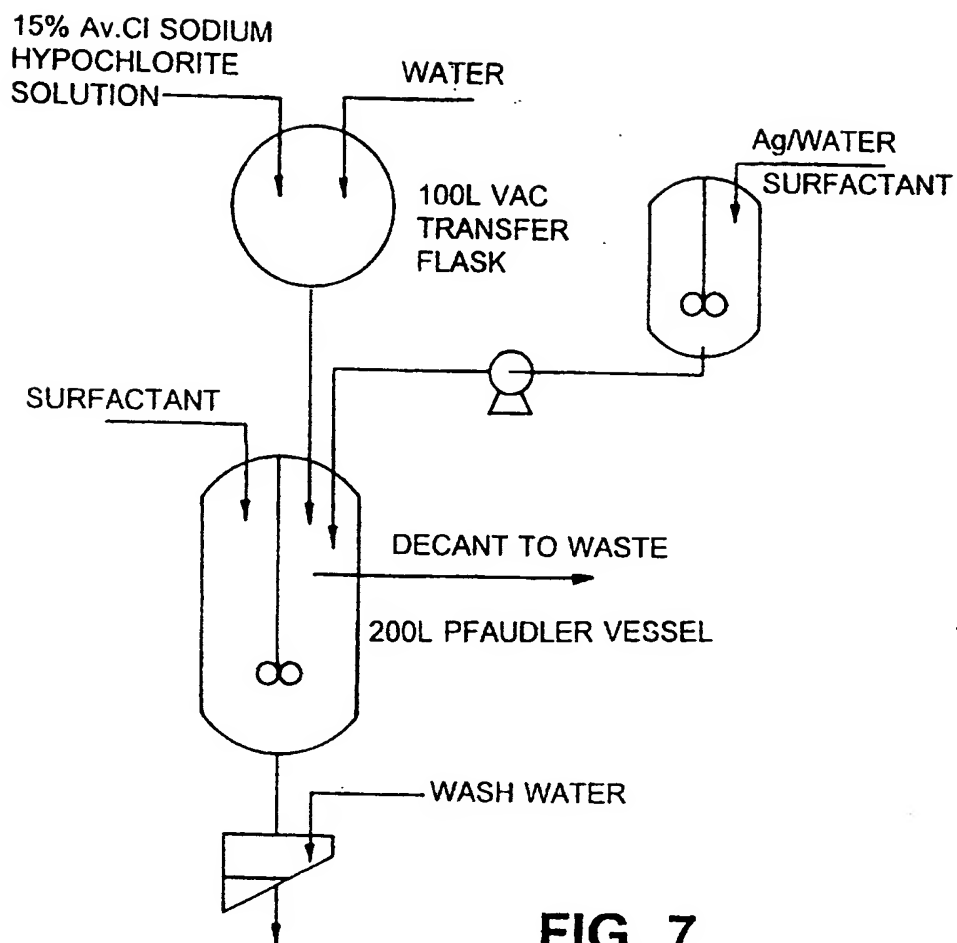 15% Av.Cl SODIUM
HYPOCHLORITE
SOLUTION
WATER
Ag/WATER
SURFACTANT
100L VAC
TRANSFER
FLASK
SURFACTANT
DECANT TO WASTE
200L PFAUDLER VESSEL
WASH WATER
FIG. 7